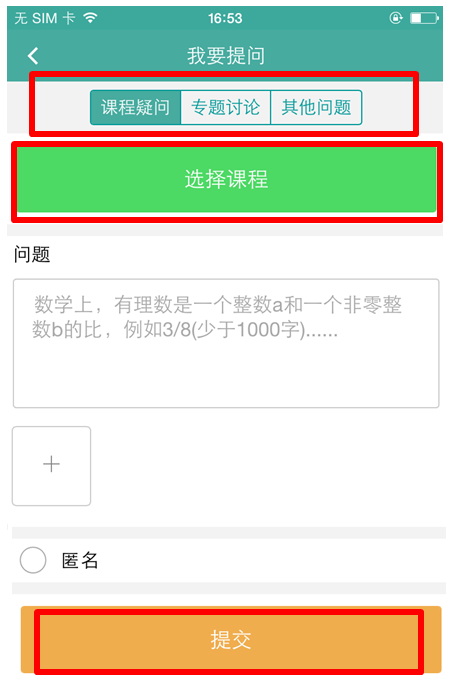 无 SIM 卡 16:53
我要提问
课程疑问 专题讨论 其他问题
选择课程
问题
数学上，有理数是一个整数a和一个非零整
数b的比，例如3/8(少于1000字)......
匿名
提交